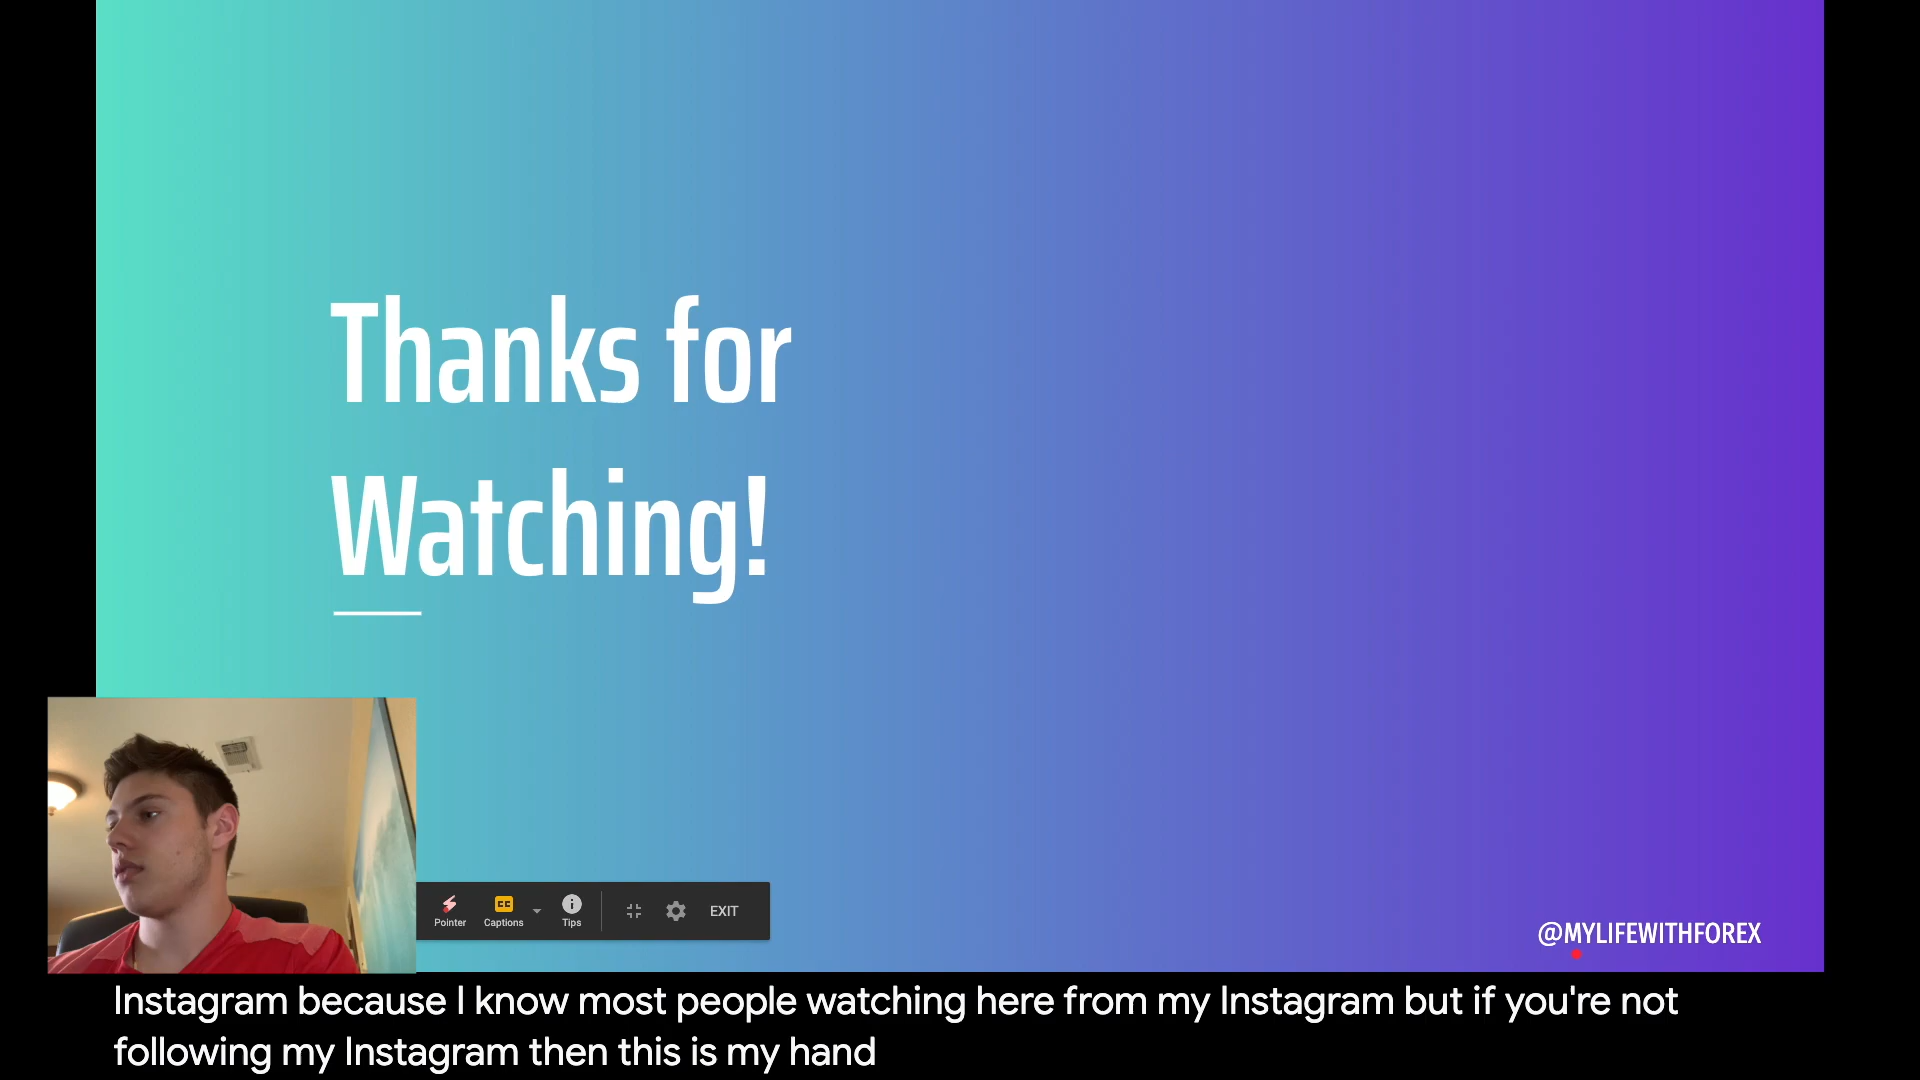 Thanks for
Watching!
Pointer
Captions
Tips
EXIT
@MYLIFEWITHFOREX
Instagram because I know most people watching here from my Instagram but if you're not
following my Instagram then this is my hand